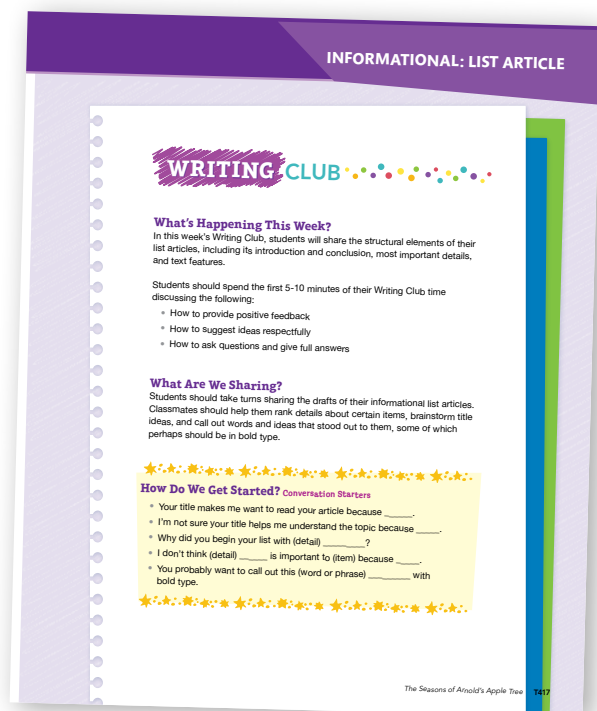 INFORMATIONAL: LIST ARTICLE
WRITING CLUB
What's Happening This Week?
In this week's Writing Club, students will share the structural elements of their
list articles, including its introduction and conclusion, most important details,
and text features.
Students should spend the first 5-10 minutes of their Writing Club time
discussing the following:
• How to provide positive feedback
• How to suggest ideas respectfully
• How to ask questions and give full answers
What Are We Sharing?
Students should take turns sharing the drafts of their informational list articles.
Classmates should help them rank details about certain items, brainstorm title
ideas, and call out words and ideas that stood out to them, some of which
perhaps should be in bold type.
How Do We Get Started? Conversation Starters
• Your title makes me want to read your article because _____.
• I'm not sure your title helps me understand the topic because _____.
• Why did you begin your list with (detail) ________?
• I don't think (detail) _____ is important to (item) because _____.
• You probably want to call out this (word or phrase) ________ with
bold type.
The Seasons of Arnold's Apple Tree T417